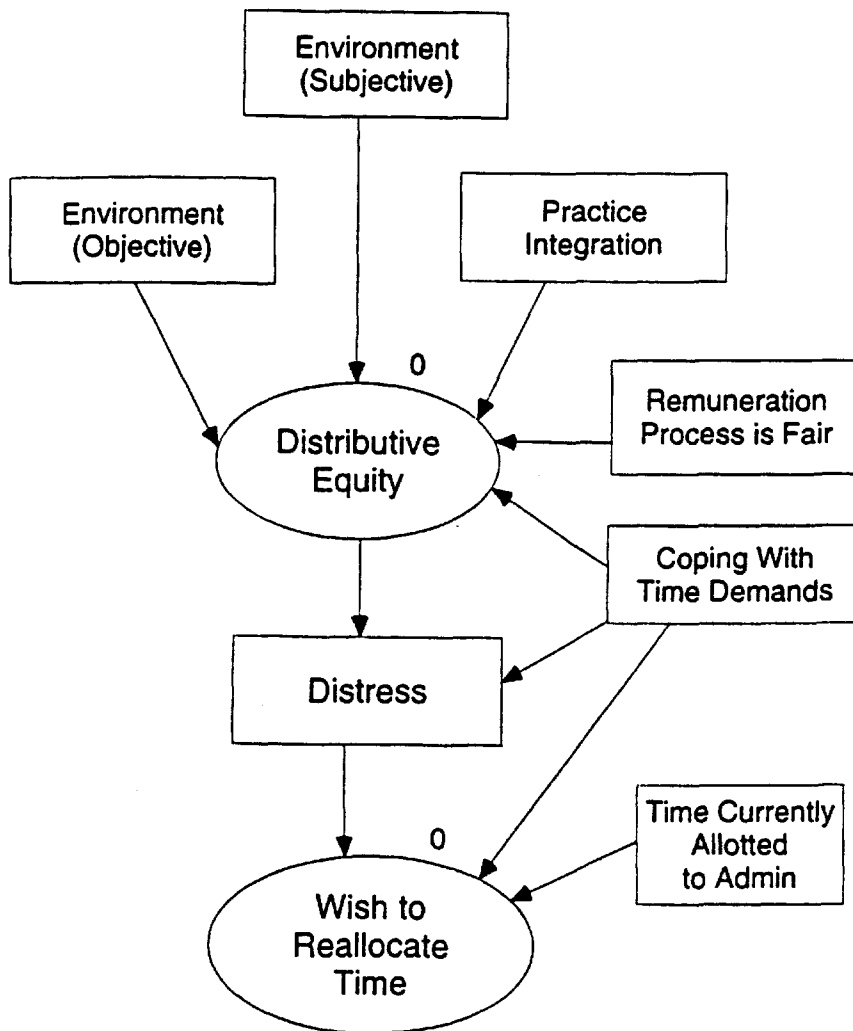 Environment
(Subjective)
Environment
(Objective)
Practice
Integration
0
Distributive
Equity
Remuneration
Process is Fair
Coping With
Time Demands
Distress
0
Time Currently
Allotted
to Admin
Wish to
Reallocate
Time